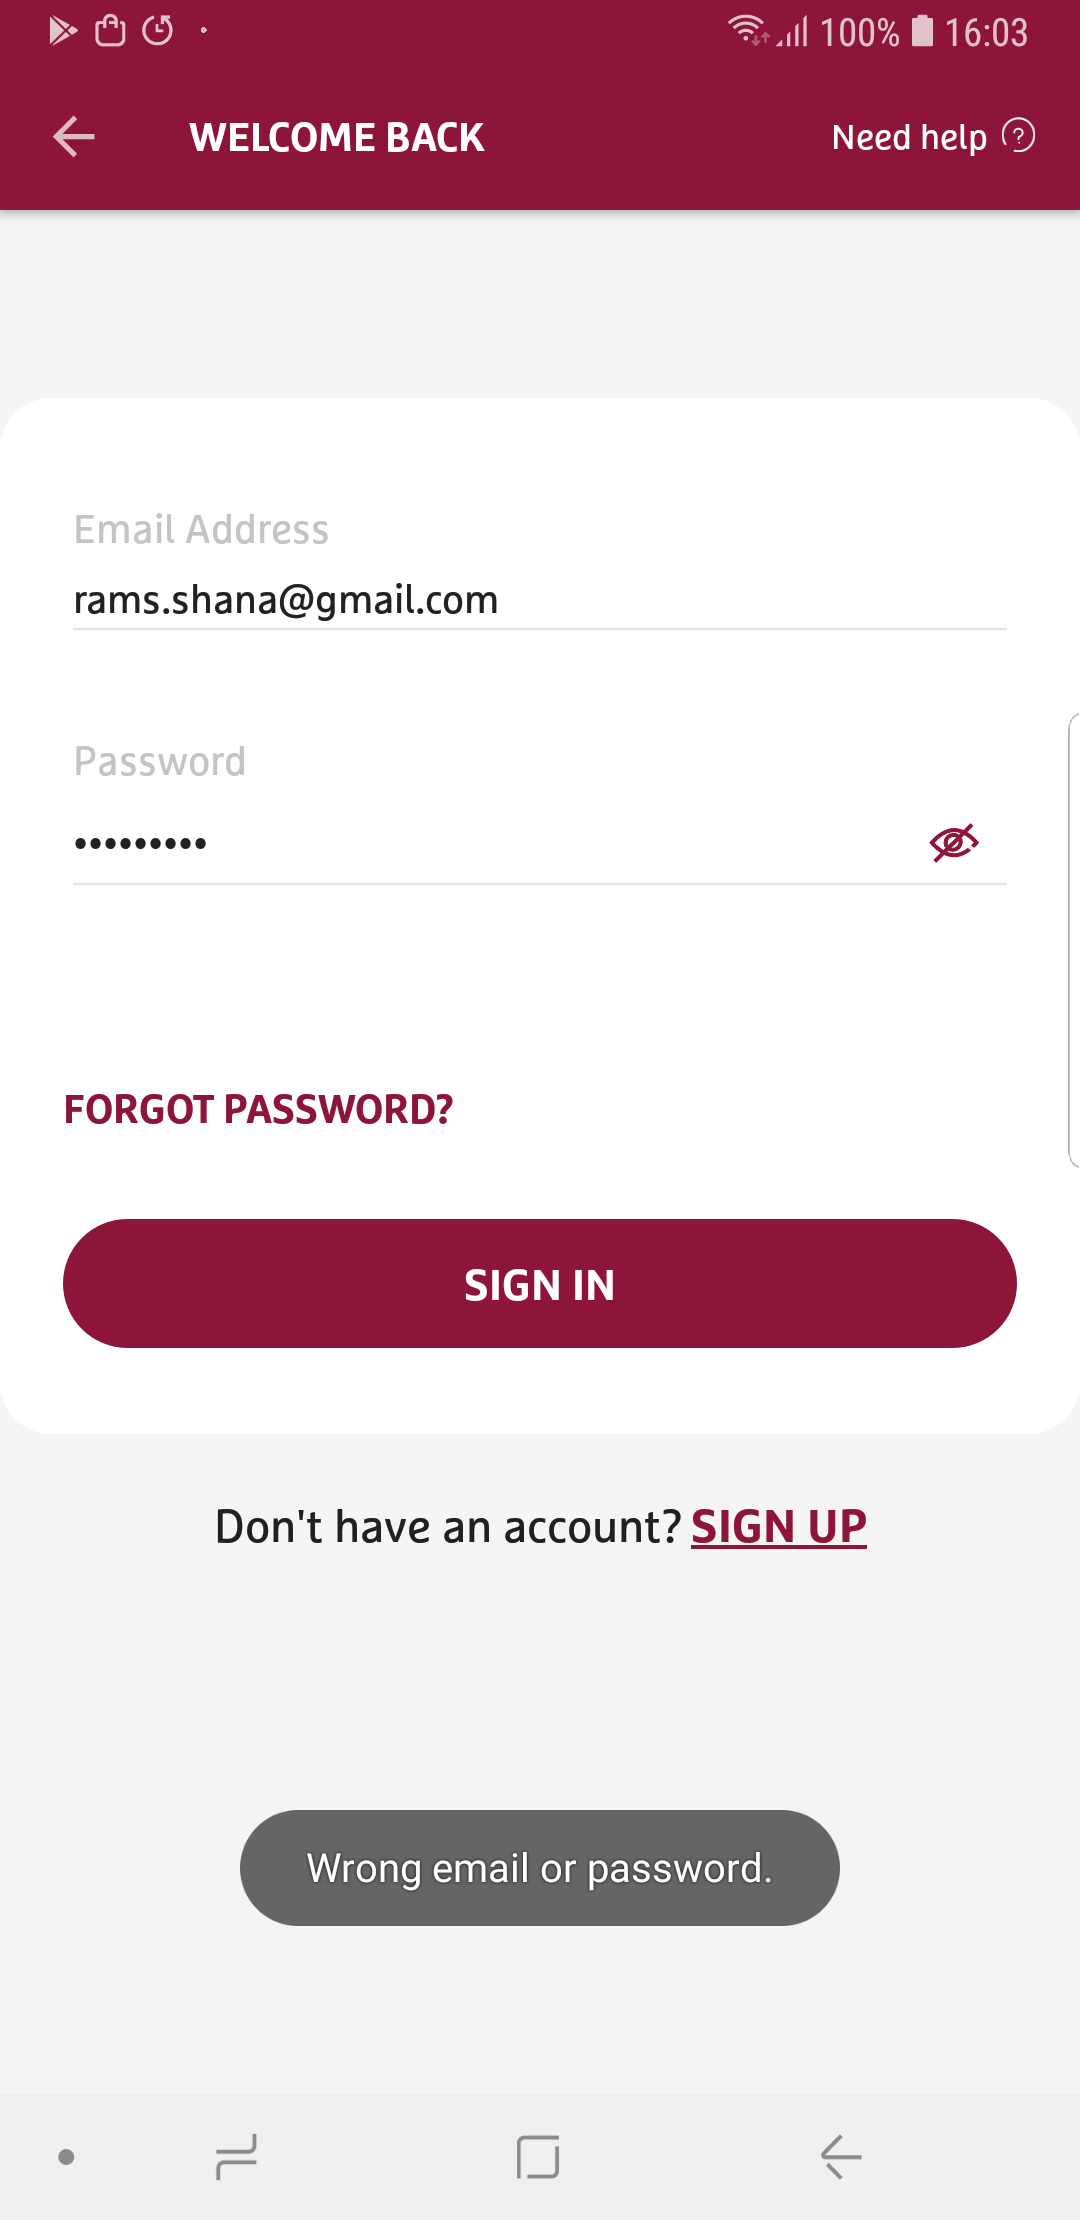 100% 16:03
WELCOME BACK
Need help ?
Email Address
rams.shana@gmail.com
Password
•••••••••
FORGOT PASSWORD?
SIGN IN
Don't have an account? SIGN UP
Wrong email or password.